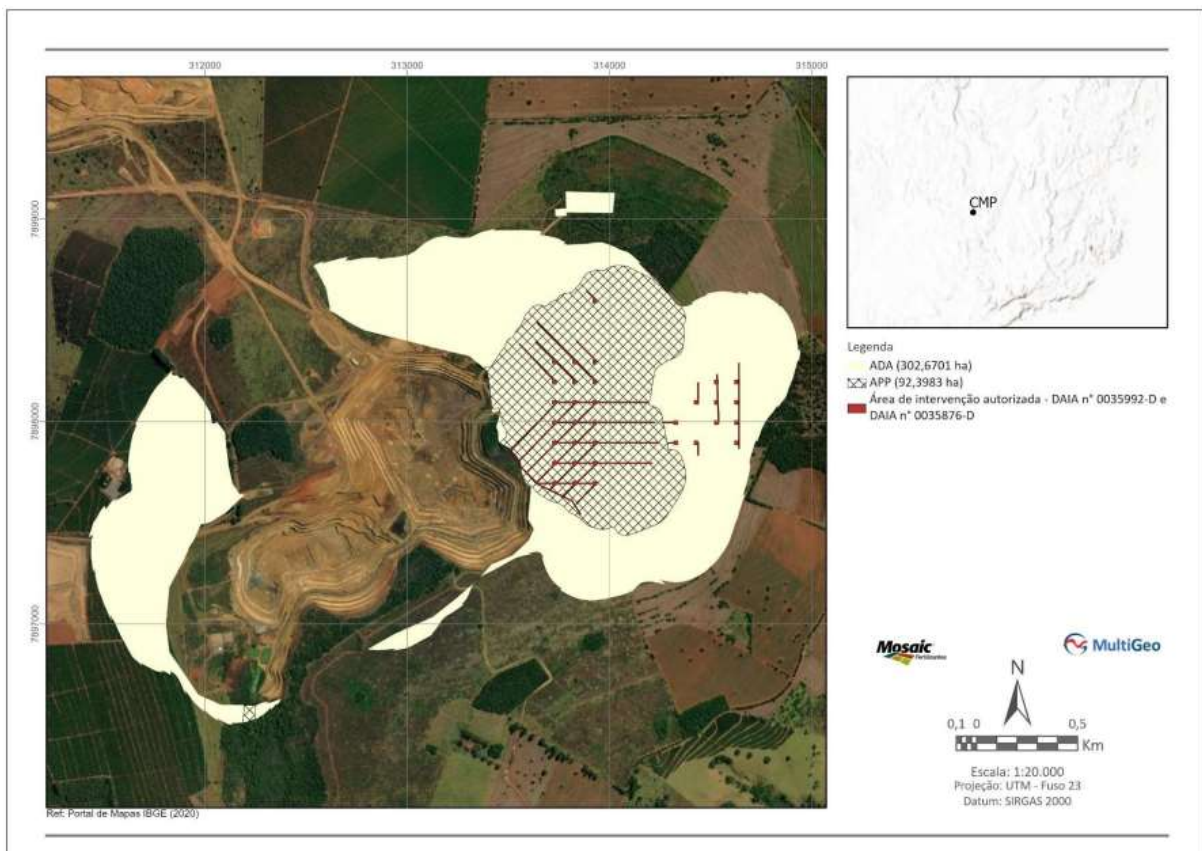 312000 313000 314000 315000
7899000
7898000
7897000
CMP
Legenda
ADA (302,6701 ha)
APP (92,3983 ha)
Área de intervenção autorizada - DAIA n° 0035992-D e
DAIA n° 0035876-D
Mosaic
Fertilizantes
MultiGeo
N
0,1 0 0,5
Km
Escala: 1:20.000
Projeção: UTM - Fuso 23
Datum: SIRGAS 2000
Ref: Portal de Mapas IBGE (2020)